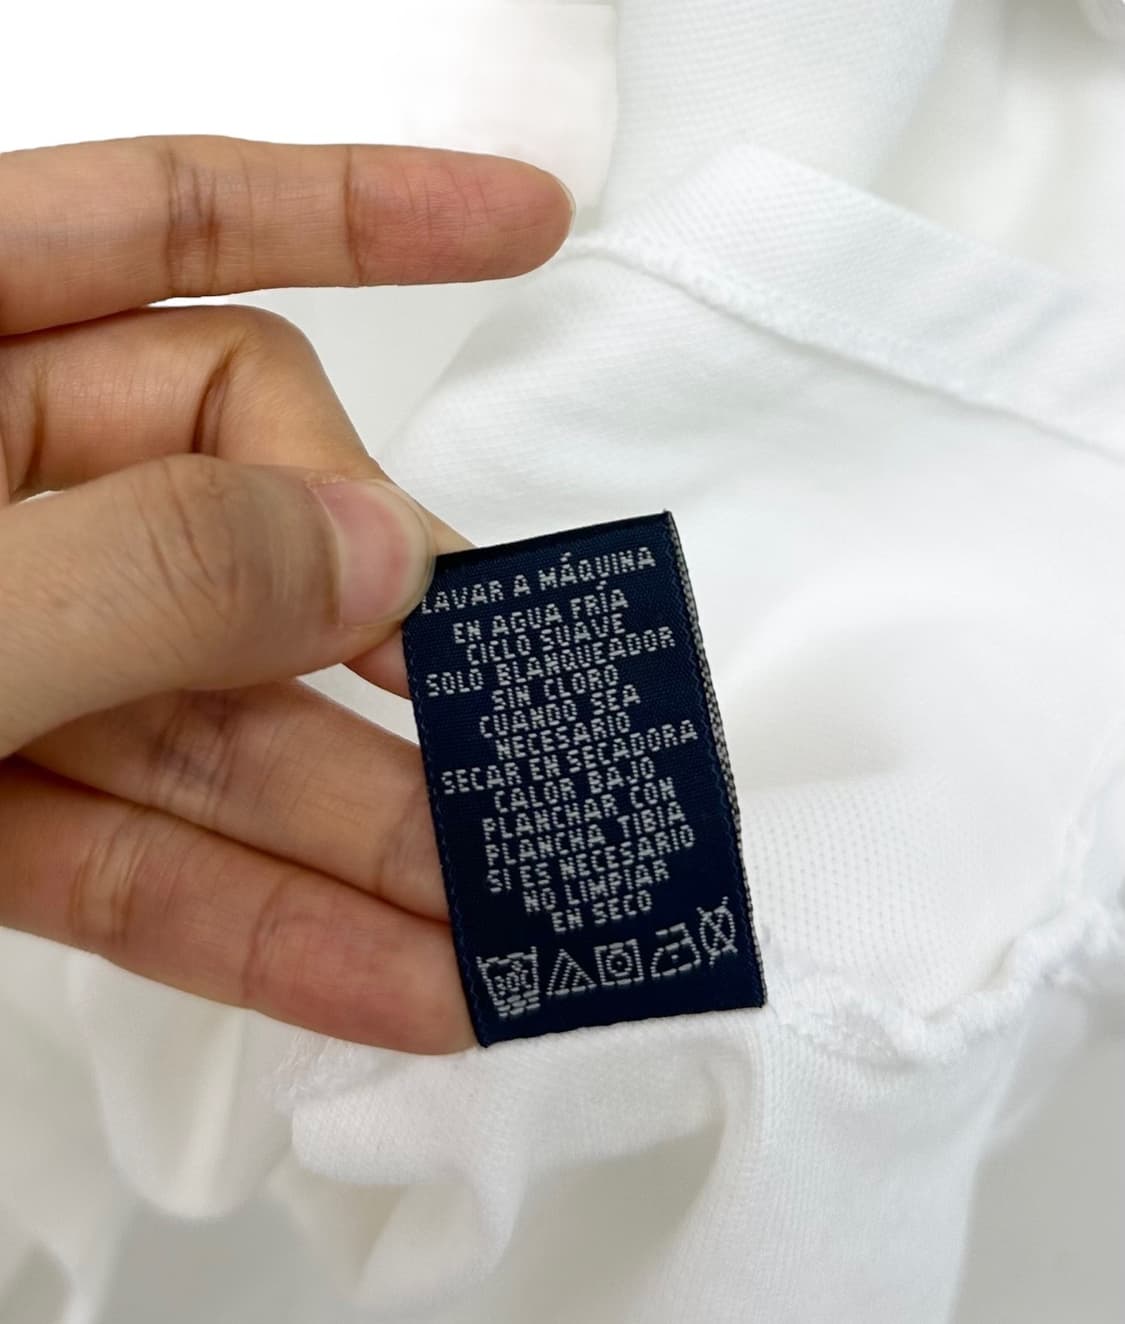 LAVAR A MÁQUINA
EN AGUA FRÍA
CICLO SUAVE
SOLO BLANQUEADOR
SIN CLORO
CUANDO SEA
NECESARIO
SECAR EN SECADORA
CALOR BAJO
PLANCHAR CON
PLANCHA TIBIA
SI ES NECESARIO
NO LIMPIAR
EN SECO
30C